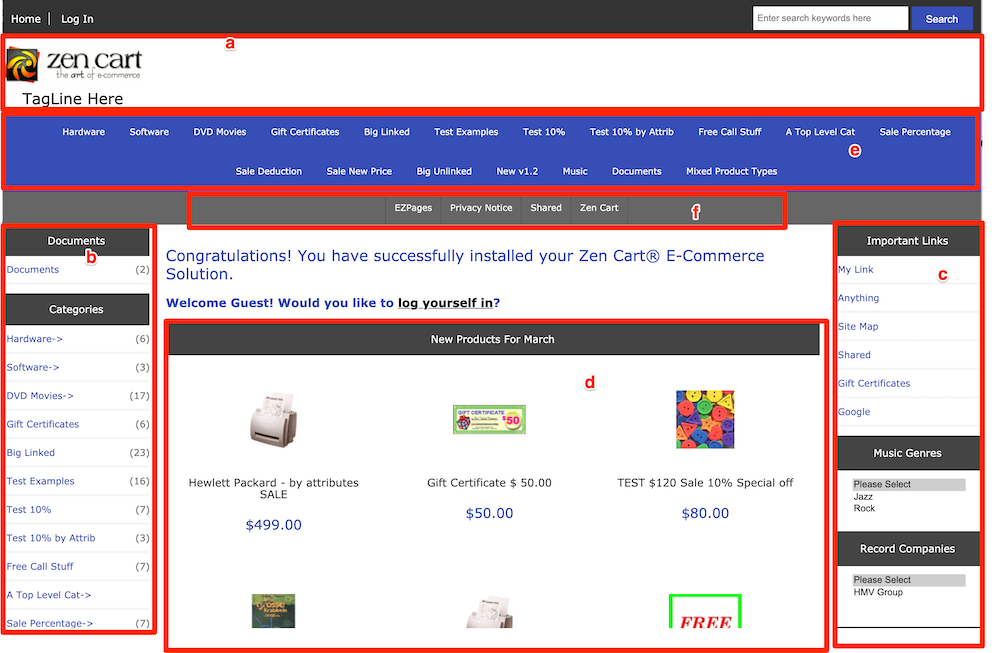 Home | Log In
Enter search keywords here
Search
a
zen cart
the art of e-commerce
TagLine Here
Hardware Software DVD Movies Gift Certificates Big Linked Test Examples Test 10% Test 10% by Attrib Free Call Stuff A Top Level Cat Sale Percentage
e
Sale Deduction Sale New Price Big Unlinked New v1.2 Music Documents Mixed Product Types
EZPages Privacy Notice Shared Zen Cart
f
Documents
b
Documents (2)
Categories
Hardware-> (6)
Software-> (3)
DVD Movies-> (17)
Gift Certificates (6)
Big Linked (23)
Test Examples (16)
Test 10% (7)
Test 10% by Attrib (3)
Free Call Stuff (7)
A Top Level Cat->
Sale Percentage-> (7)
Congratulations! You have successfully installed your Zen Cart® E-Commerce
Solution.
Welcome Guest! Would you like to log yourself in?
New Products For March
d
GIFT CERTIFICATE
$50
Hewlett Packard - by attributes
SALE
$499.00
Gift Certificate $ 50.00
$50.00
TEST $120 Sale 10% Special off
$80.00
FREE
Important Links
c
My Link
Anything
Site Map
Shared
Gift Certificates
Google
Music Genres
Please Select
Jazz
Rock
Record Companies
Please Select
HMV Group